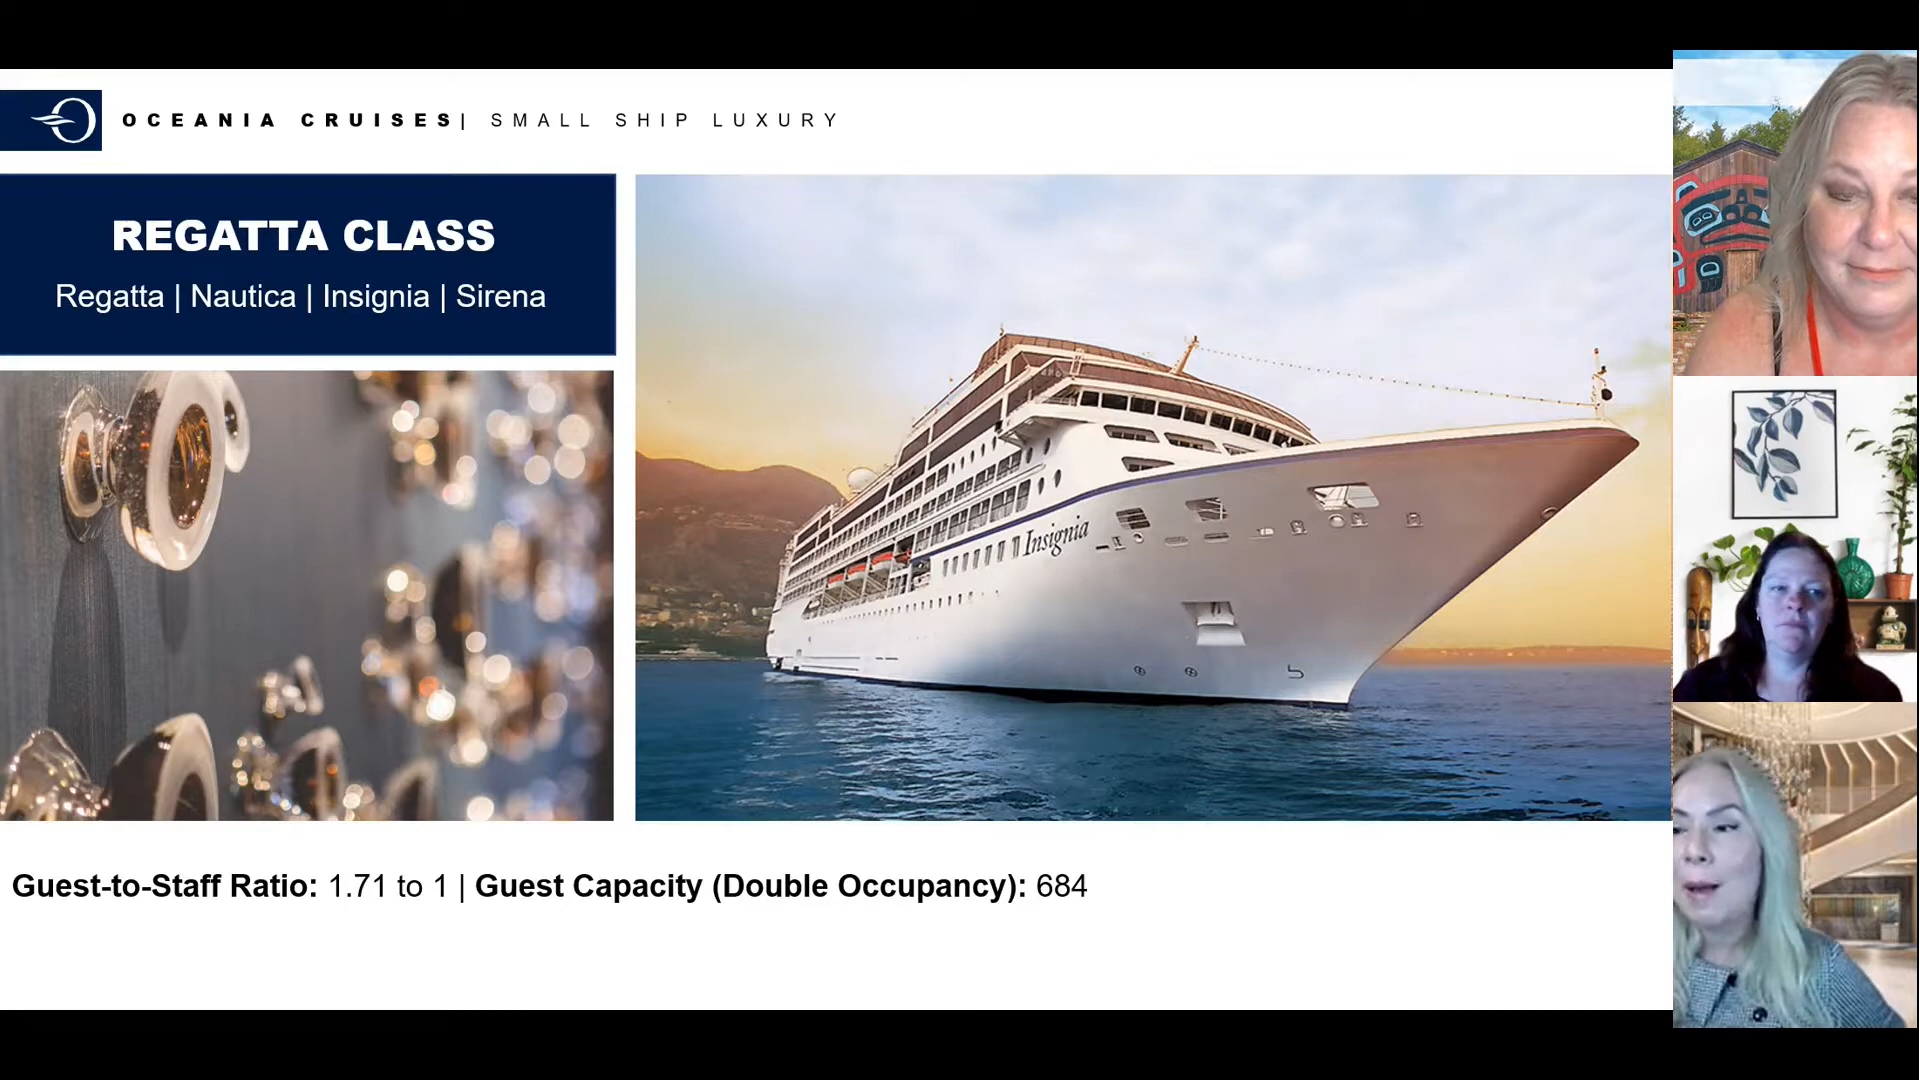 OCEANIA CRUISES| SMALL SHIP LUXURY
REGATTA CLASS
Regatta | Nautica | Insignia | Sirena
Insignia
Guest-to-Staff Ratio: 1.71 to 1 | Guest Capacity (Double Occupancy): 684